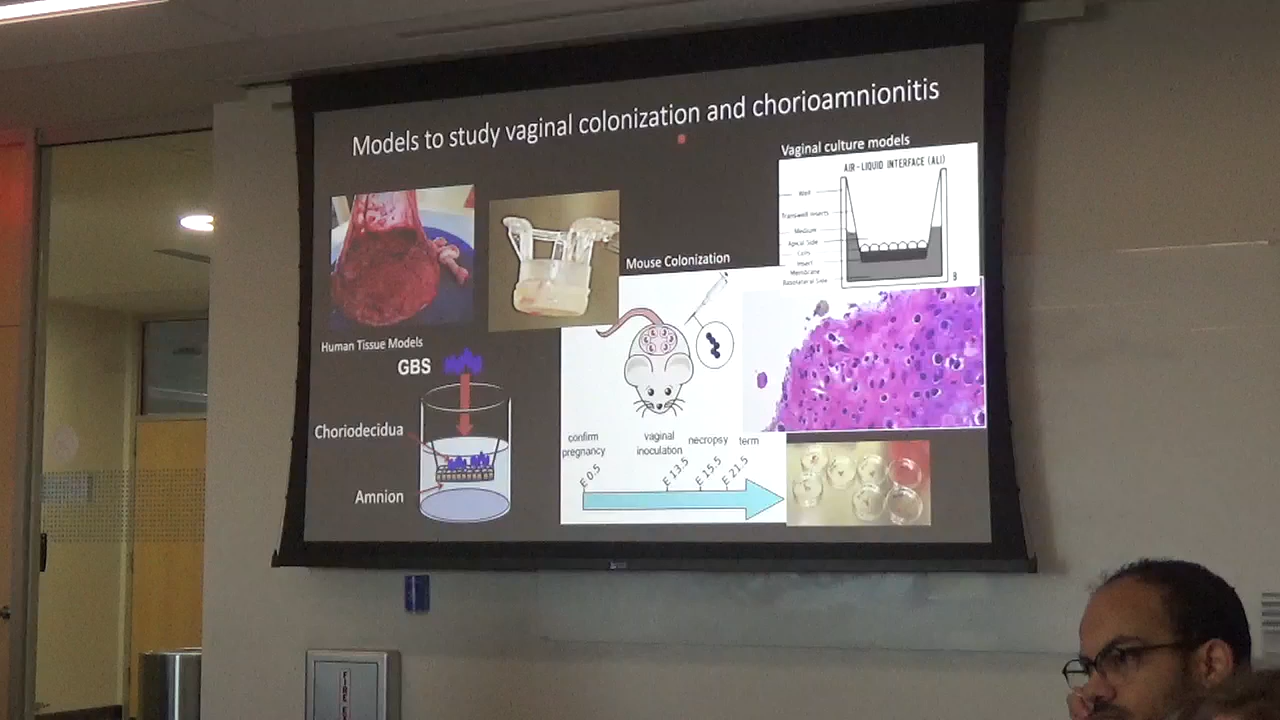 Models to study vaginal colonization and chorioamnionitis
Vaginal culture models
AIR-LIQUID INTERFACE (ALI)
Well
Transwell Inserts
Medium
Apical Side
Cells
Insert
Membrane
Basolateral Side
B
Mouse Colonization
Human Tissue Models
GBS
Choriodecidua
Amnion
confirm
pregnancy
vaginal
inoculation
necropsy
term
E 0.5
E 13.5
E 15.5
E 21.5
FIRE